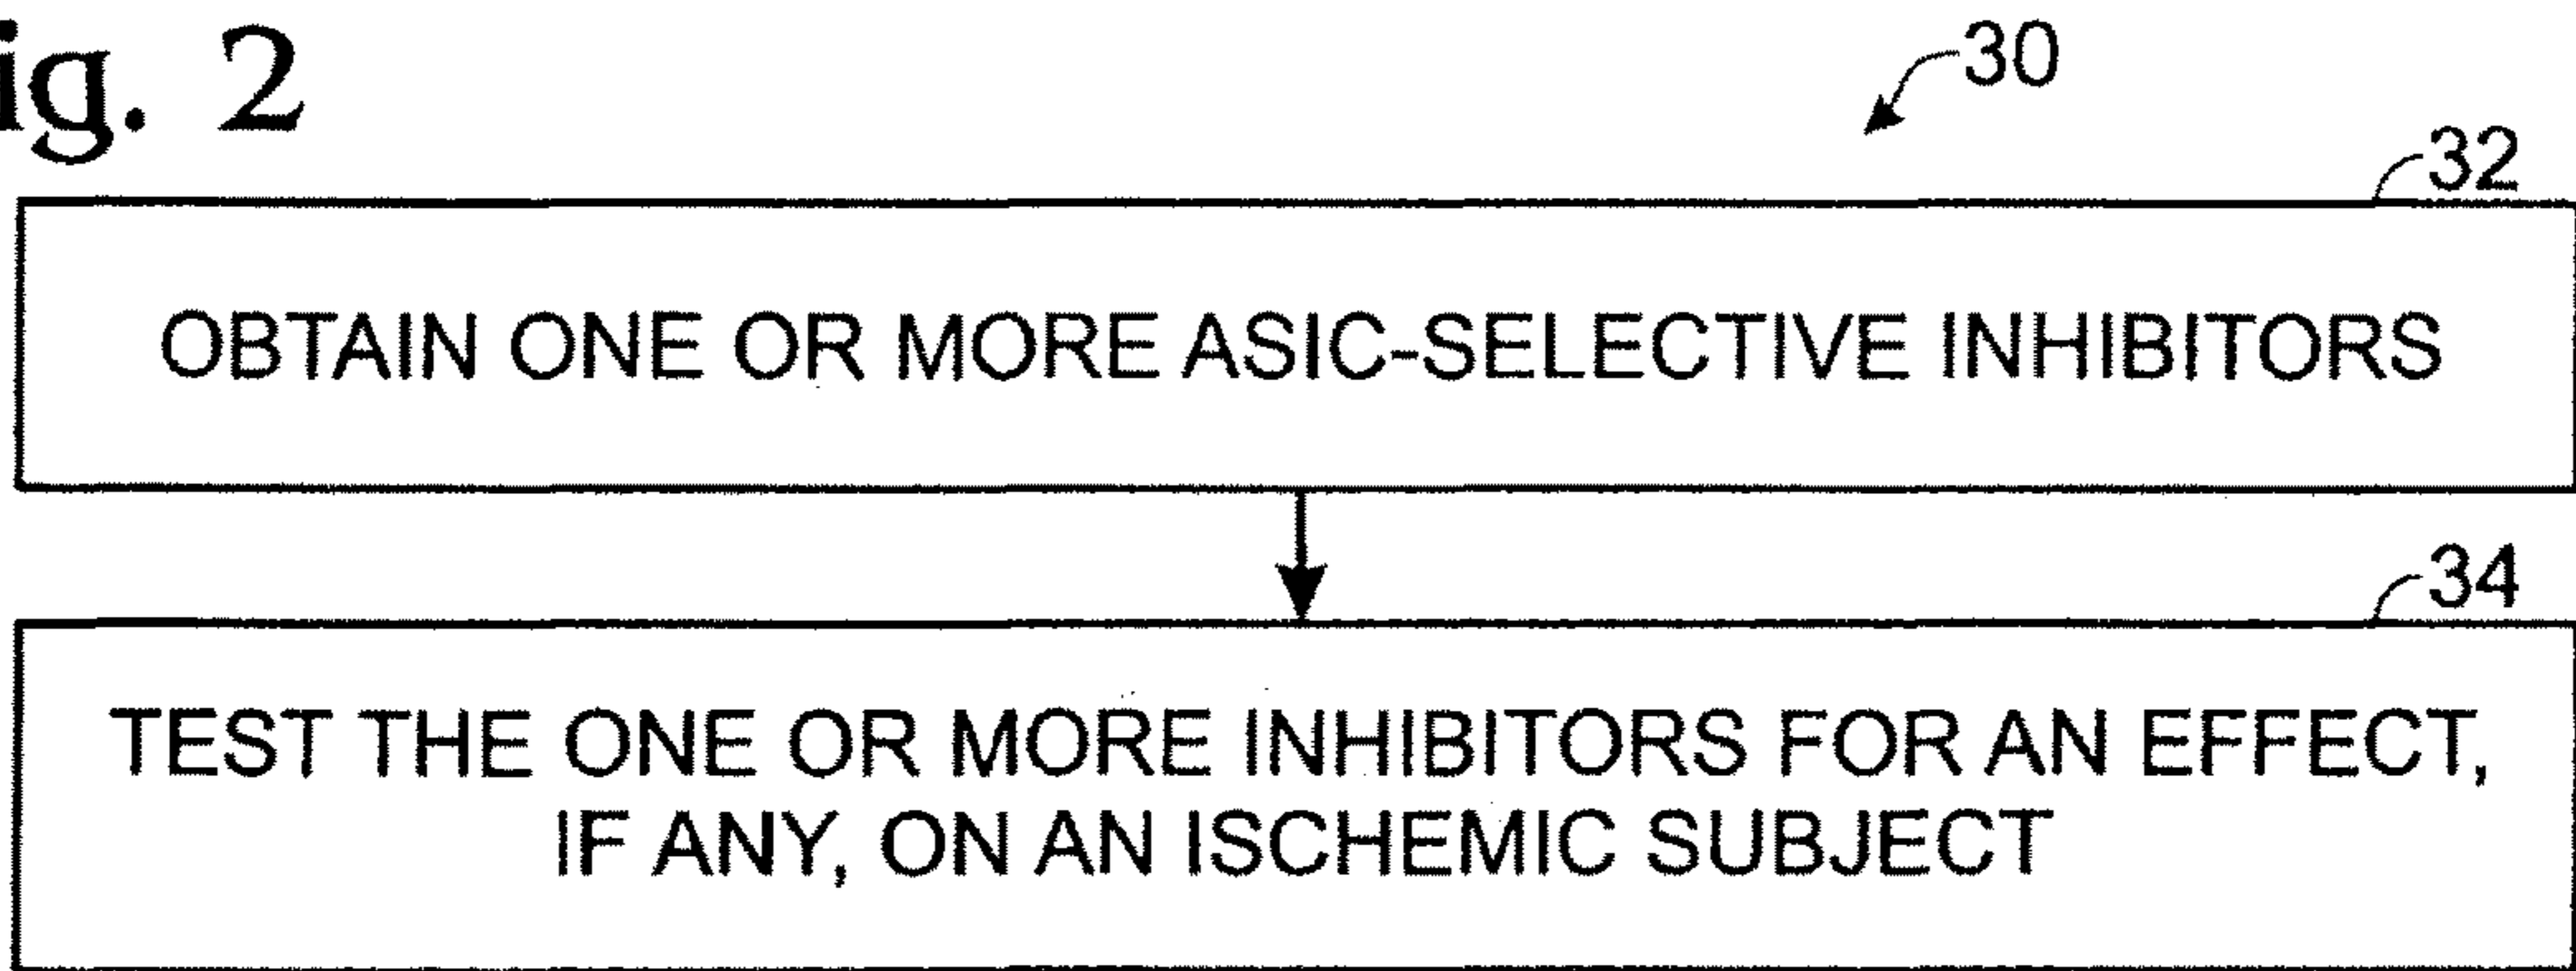 ig. 2
30
32
OBTAIN ONE OR MORE ASIC-SELECTIVE INHIBITORS
34
TEST THE ONE OR MORE INHIBITORS FOR AN EFFECT,
IF ANY, ON AN ISCHEMIC SUBJECT